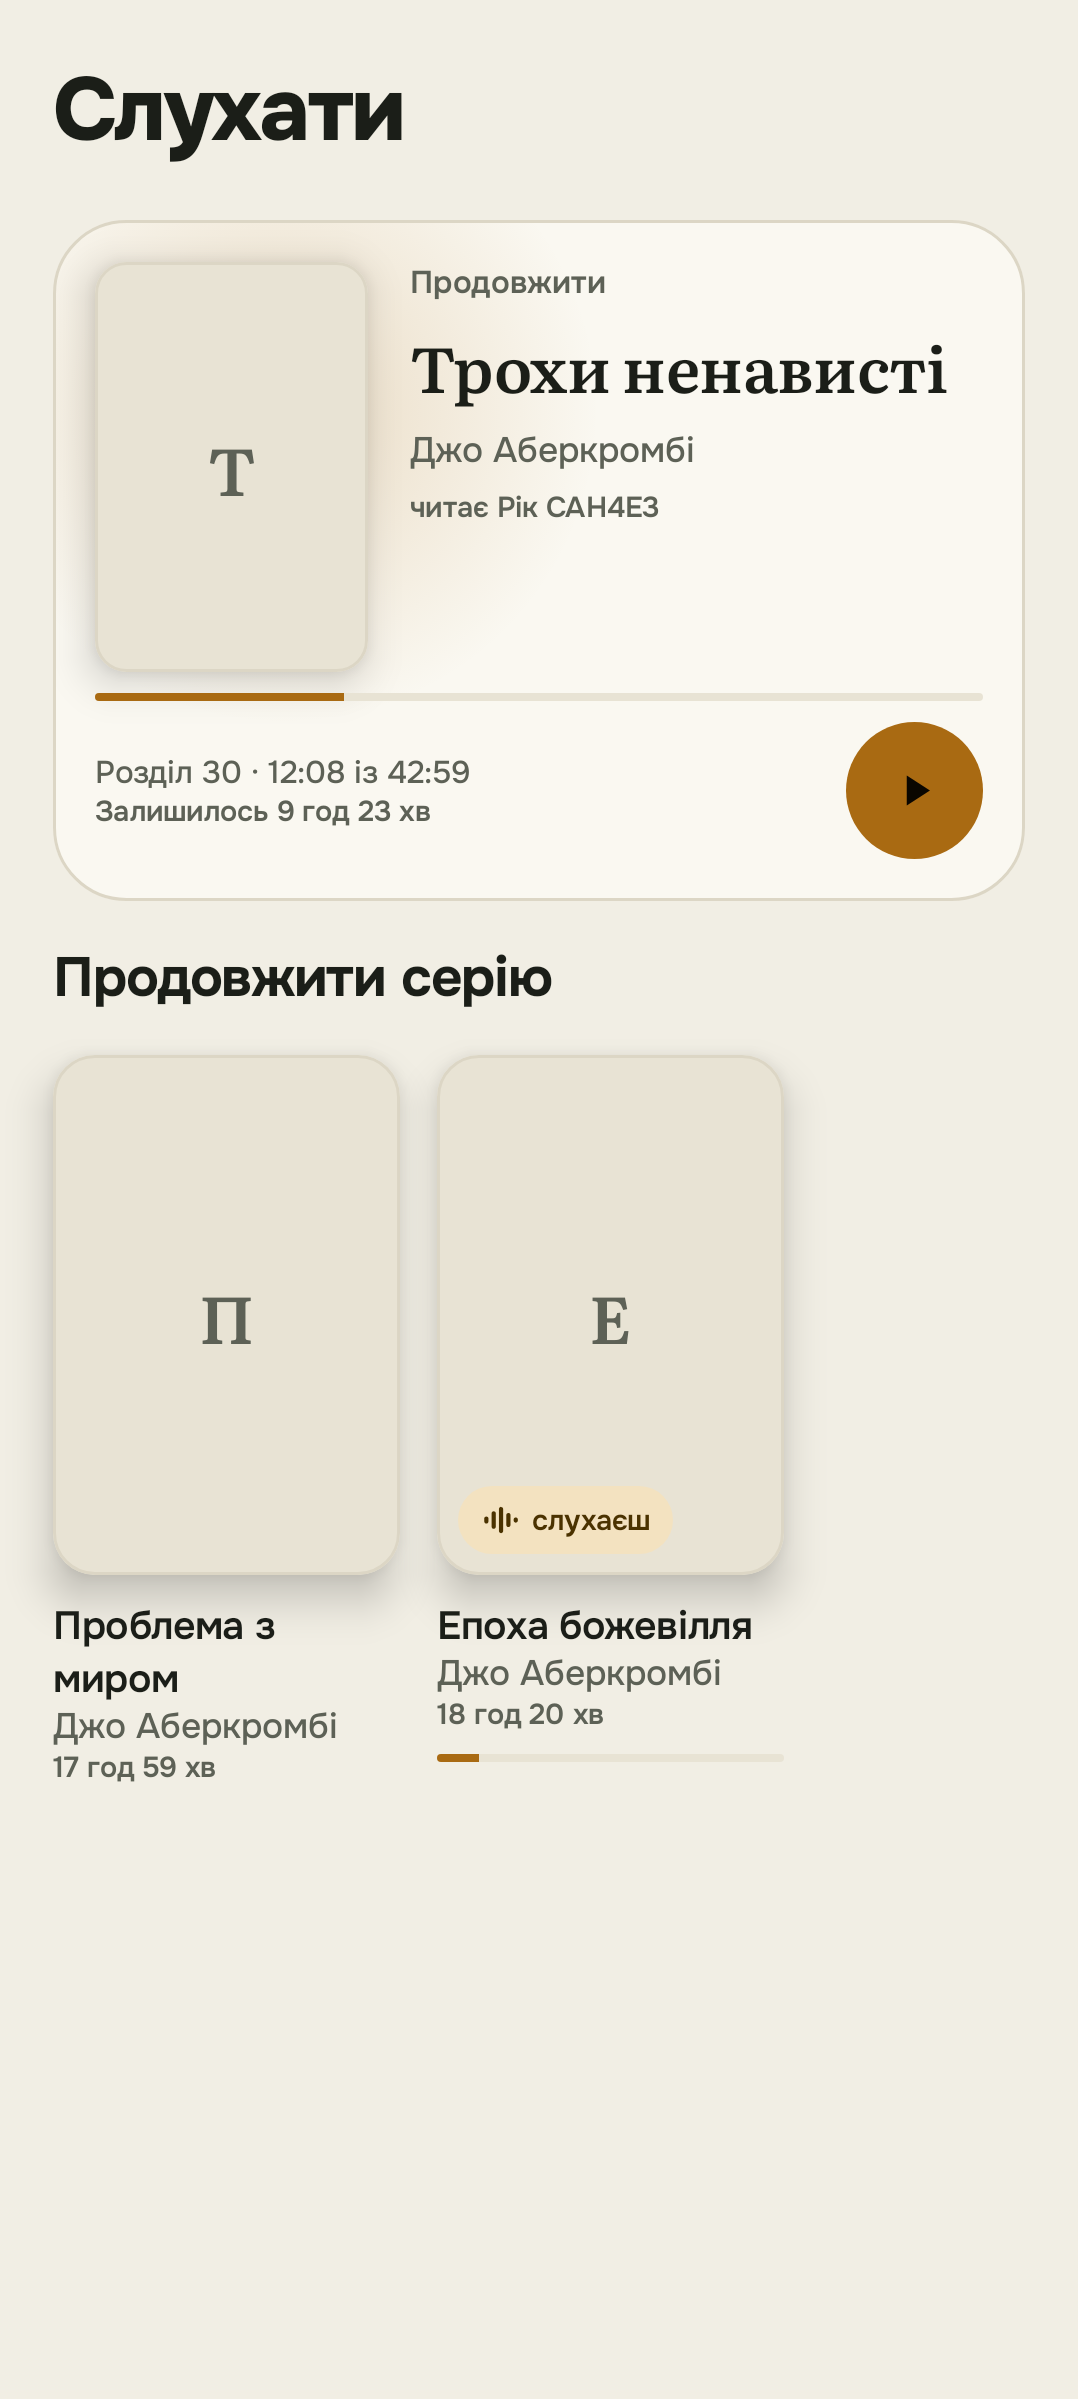 Слухати
Продовжити
Трохи ненависті
Джо Аберкромбі
читає Рік САН4ЕЗ
Т
Розділ 30 · 12:08 із 42:59
Залишилось 9 год 23 хв
Продовжити серію
П
Е
слухаєш
Проблема з
миром
Джо Аберкромбі
17 год 59 хв
Епоха божевілля
Джо Аберкромбі
18 год 20 хв